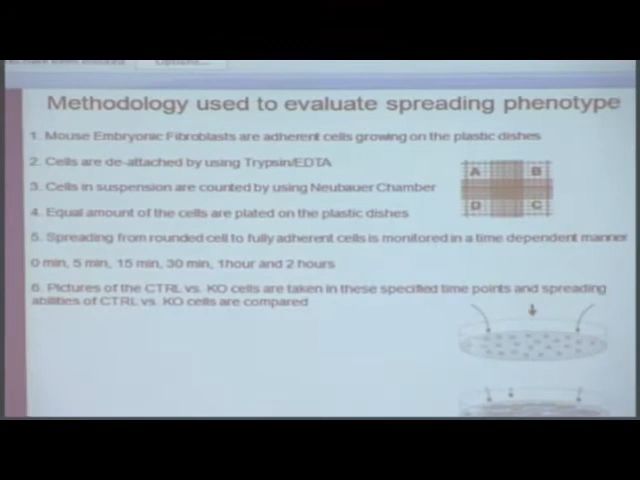 Methodology used to evaluate spreading phenotype
1. Mouse Embryonic Fibroblasts are adherent cells growing on the plastic dishes
2. Cells are de-attached by using Trypsin/EDTA
A B
3. Cells in suspension are counted by using Neubauer Chamber
D C
4. Equal amount of the cells are plated on the plastic dishes
5. Spreading from rounded cell to fully adherent cells is monitored in a time dependent manner
0 min, 5 min, 15 min, 30 min, 1hour and 2 hours
6. Pictures of the CTRL vs. KO cells are taken in these specified time points and spreading
abilities of CTRL vs. KO cells are compared